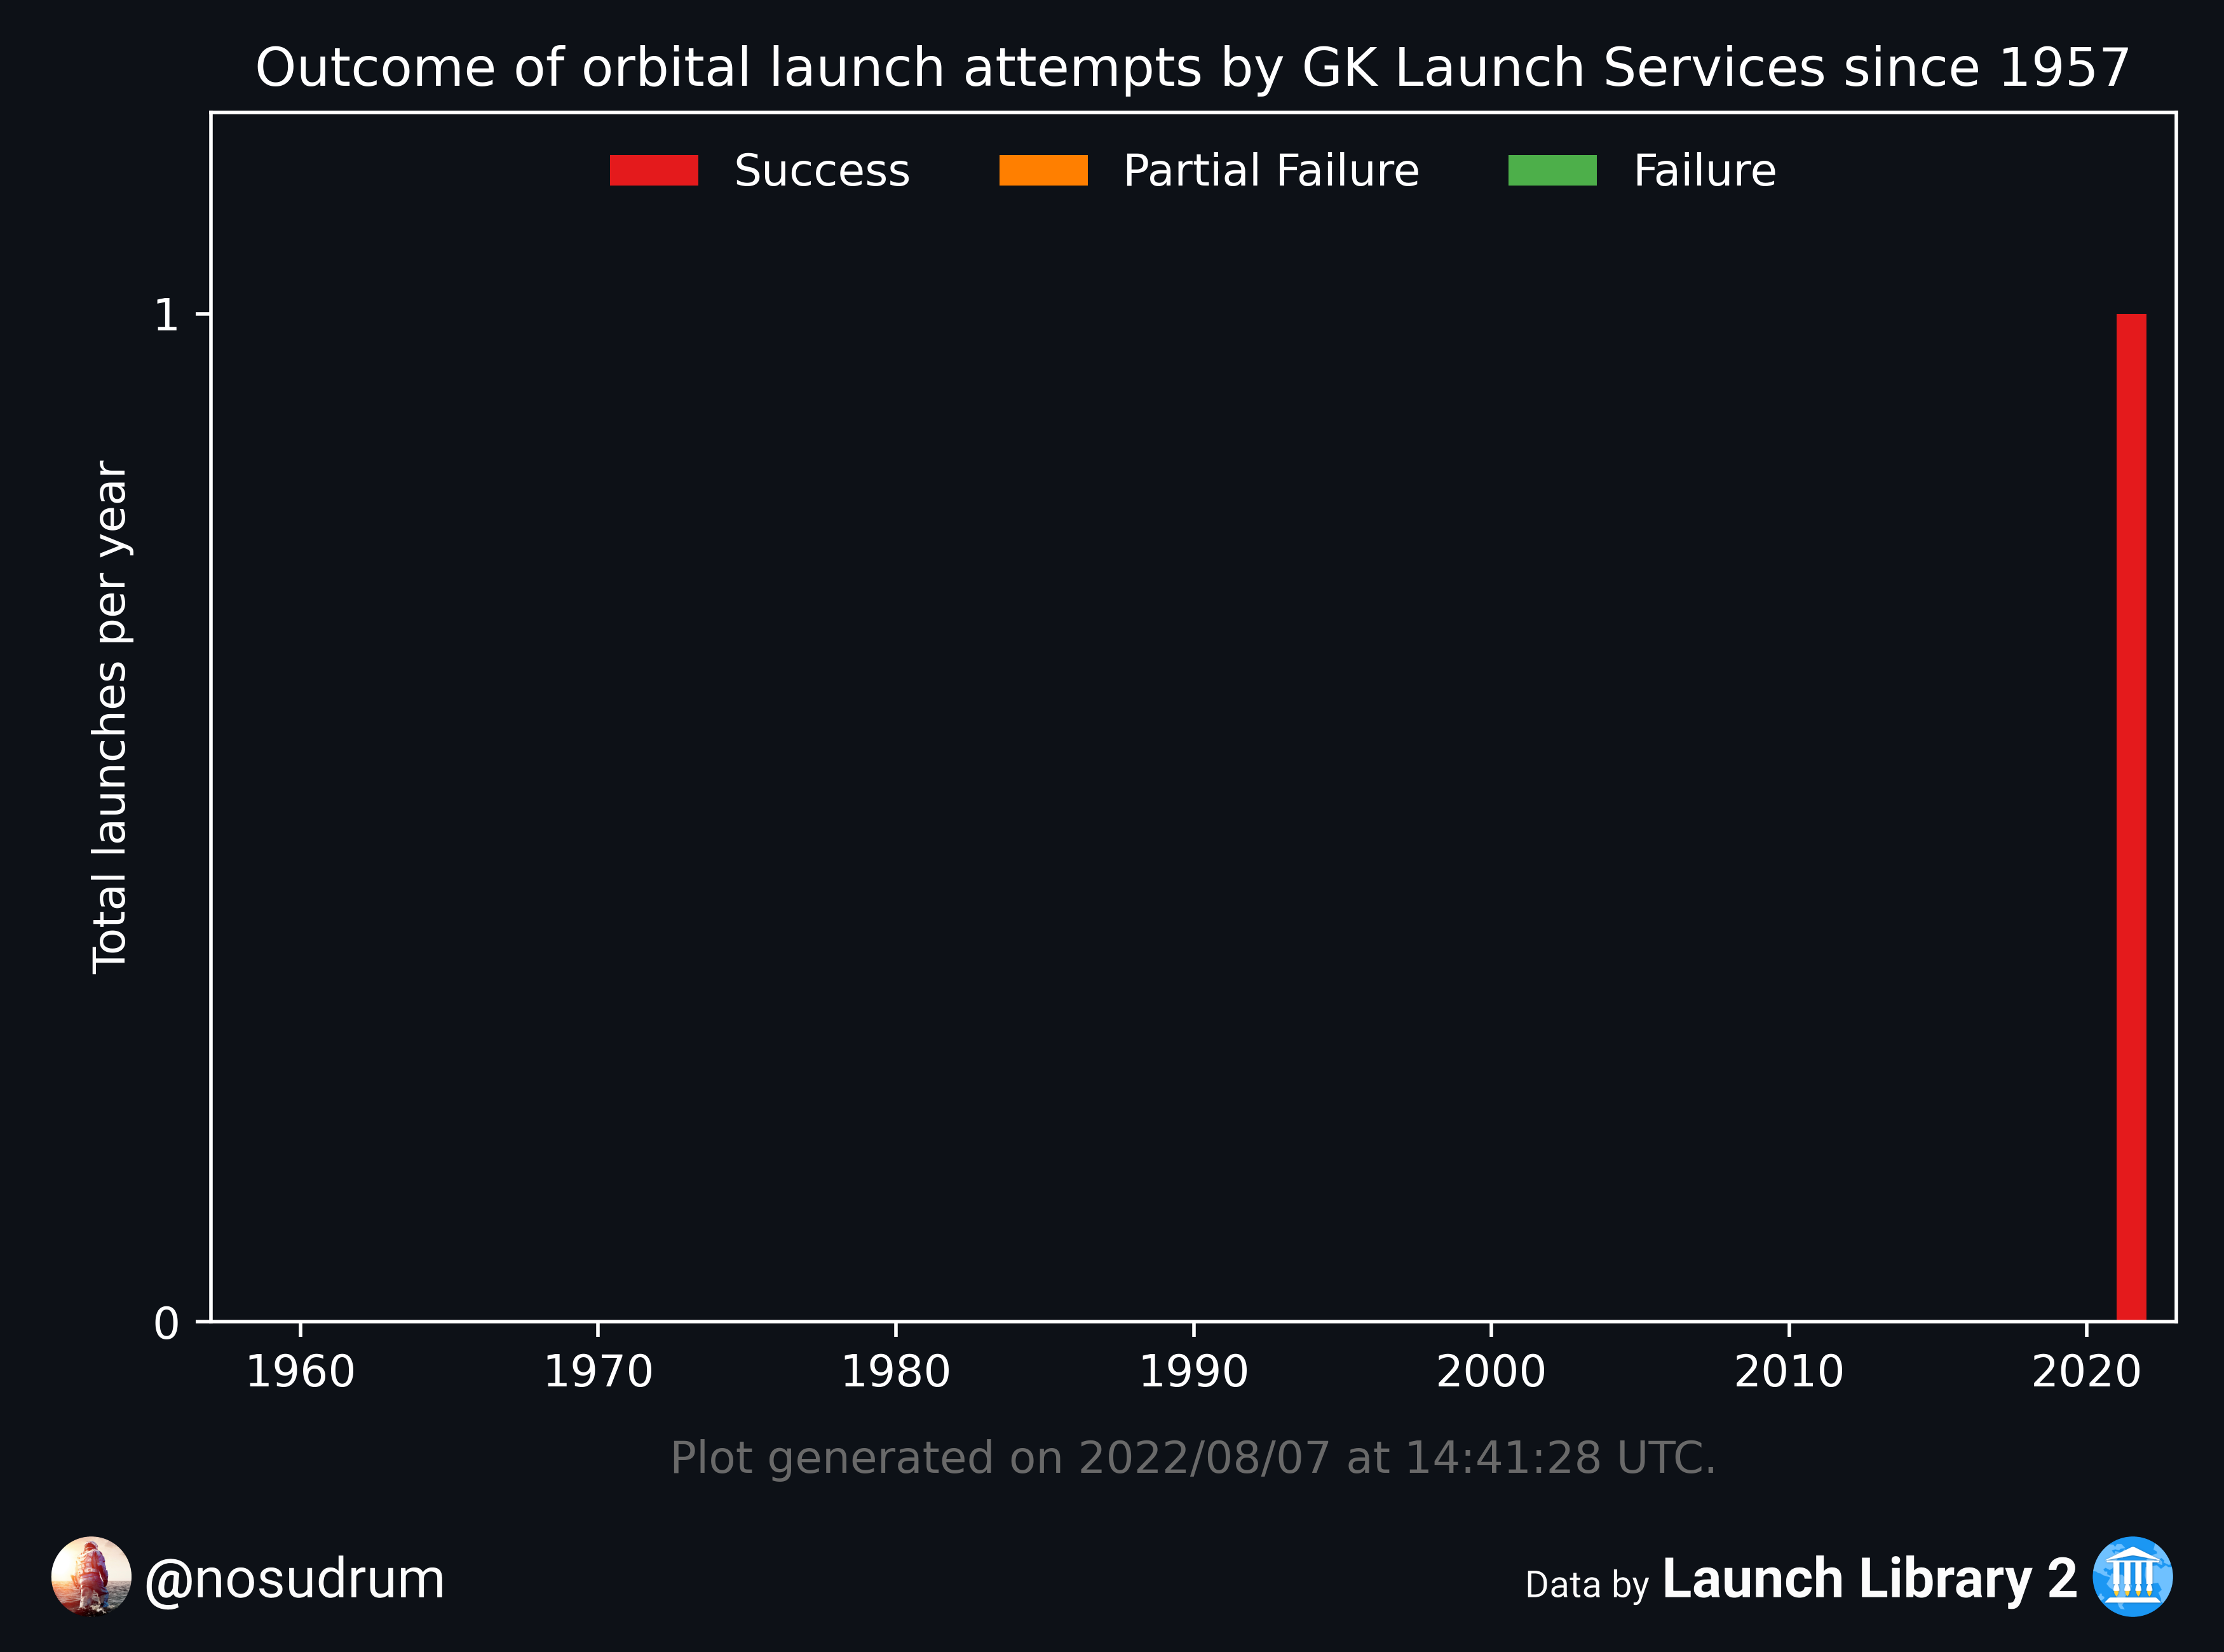 Outcome of orbital launch attempts by GK Launch Services since 1957
Success Partial Failure Failure
1
Total launches per year
0
1960 1970 1980 1990 2000 2010 2020
Plot generated on 2022/08/07 at 14:41:28 UTC.
@nosudrum
Data by Launch Library 2